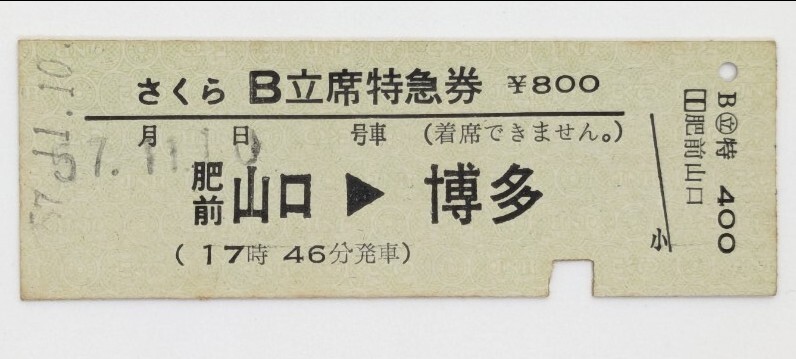 さくら B立席特急券 ¥800
月 日 号車 (着席できません。)
57.11.10
肥前山口▶博多
(17時46分発車)
57.11.10.
小
B㊢特 400
□肥前山口